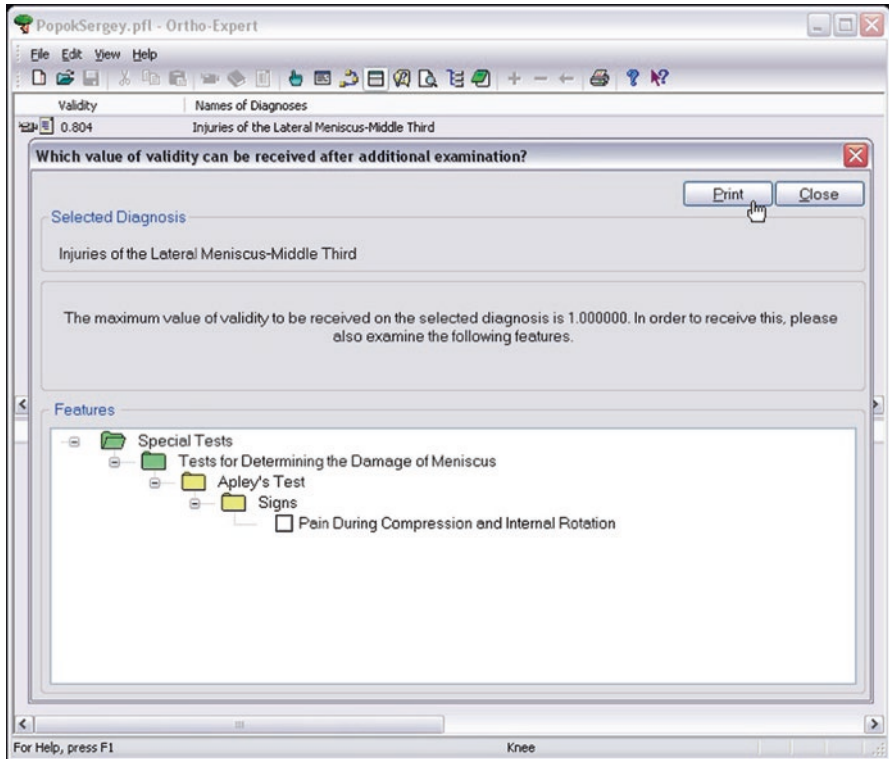 PopokSergey.pfl - Ortho-Expert
File Edit View Help
Validity Names of Diagnoses
0.804 Injuries of the Lateral Meniscus-Middle Third
Which value of validity can be received after additional examination?
Print Close
Selected Diagnosis
Injuries of the Lateral Meniscus-Middle Third
The maximum value of validity to be received on the selected diagnosis is 1.000000. In order to receive this, please
also examine the following features.
Features
Special Tests
Tests for Determining the Damage of Meniscus
Apley's Test
Signs
Pain During Compression and Internal Rotation
For Help, press F1 Knee